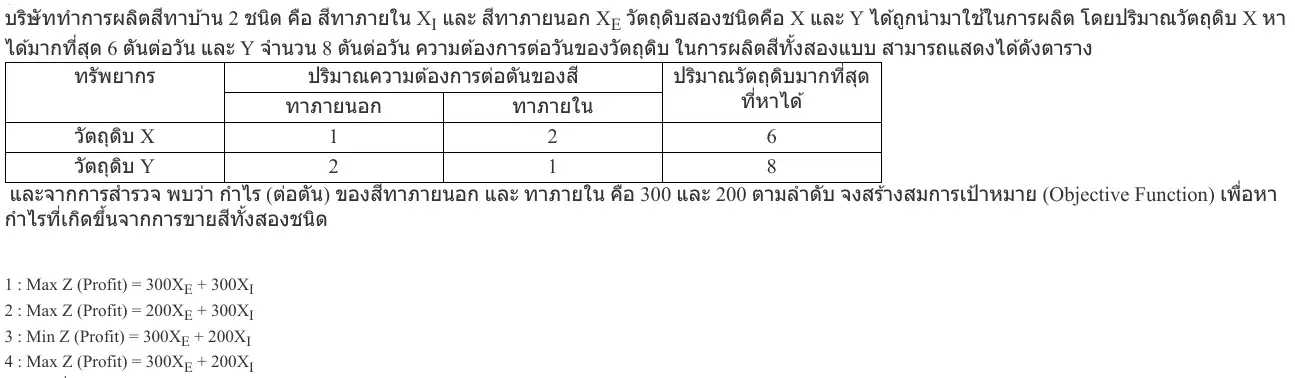 บริษัททำการผลิตสีทาบ้าน 2 ชนิด คือ สีทาภายใน XI และ สีทาภายนอก XE วัตถุดิบสองชนิดคือ X และ Y ได้ถูกนำมาใช้ในการผลิต โดยปริมาณวัตถุดิบ X หา
ได้มากที่สุด 6 ตันต่อวัน และ Y จำนวน 8 ตันต่อวัน ความต้องการต่อวันของวัตถุดิบ ในการผลิตสีทั้งสองแบบ สามารถแสดงได้ดังตาราง
ทรัพยากร ปริมาณความต้องการต่อตันของสี ปริมาณวัตถุดิบมากที่สุด
ทาภายนอก ทาภายใน ที่หาได้
วัตถุดิบ X 1 2 6
วัตถุดิบ Y 2 1 8
และจากการสำรวจ พบว่า กำไร (ต่อตัน) ของสีทาภายนอก และ ทาภายใน คือ 300 และ 200 ตามลำดับ จงสร้างสมการเป้าหมาย (Objective Function) เพื่อหา
กำไรที่เกิดขึ้นจากการขายสีทั้งสองชนิด
1 : Max Z (Profit) = 300XE + 300XI
2 : Max Z (Profit) = 200XE + 300XI
3 : Min Z (Profit) = 300XE + 200XI
4 : Max Z (Profit) = 300XE + 200XI